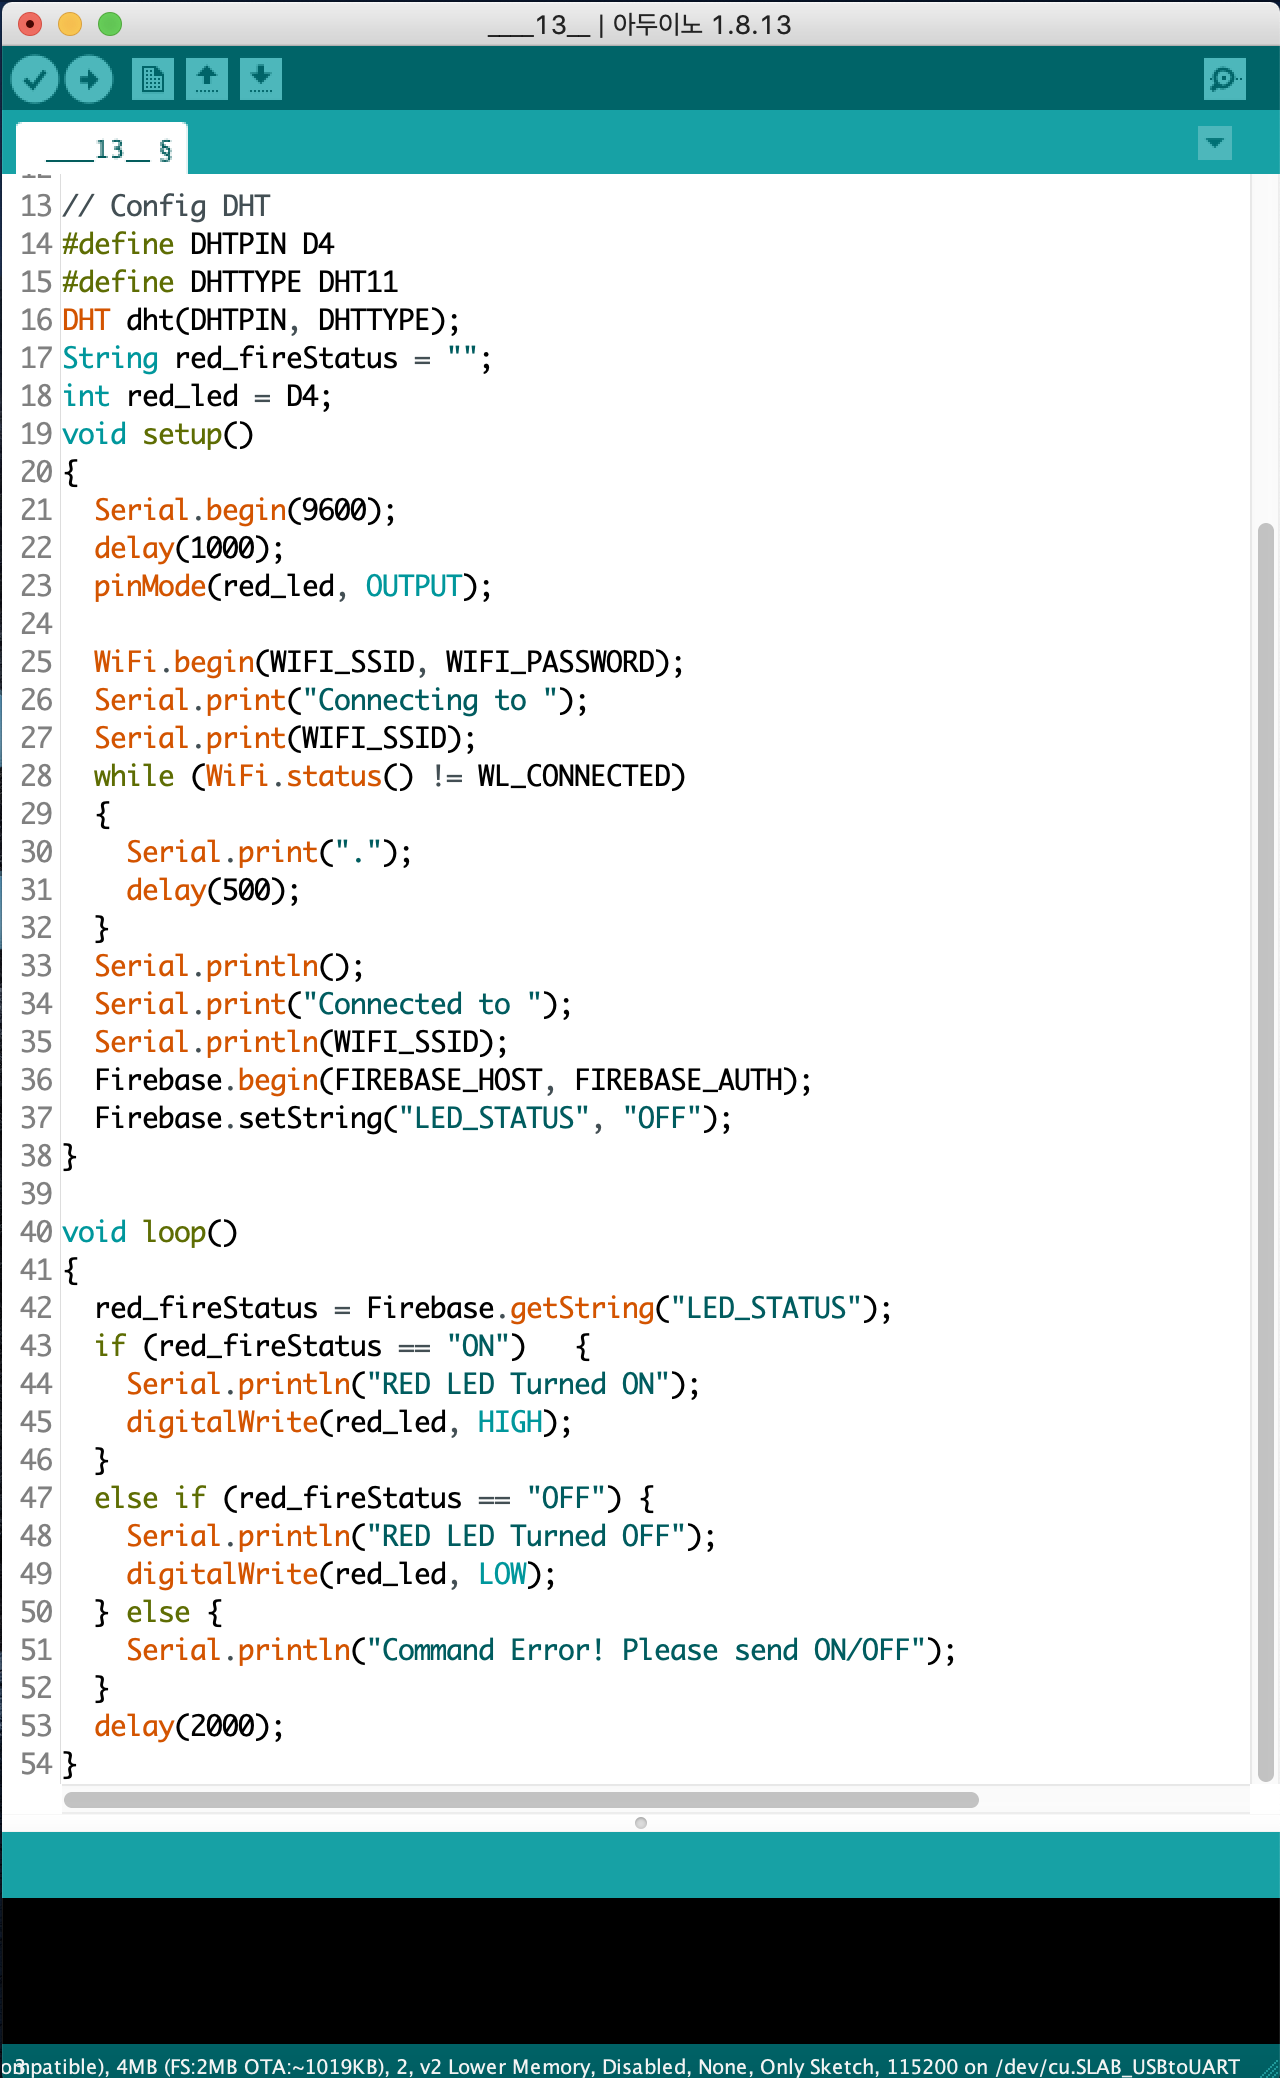 ____13__ | 아두이노 1.8.13
____13__ §
12
13 // Config DHT
14 #define DHTPIN D4
15 #define DHTTYPE DHT11
16 DHT dht(DHTPIN, DHTTYPE);
17 String red_fireStatus = "";
18 int red_led = D4;
19 void setup()
20 {
21   Serial.begin(9600);
22   delay(1000);
23   pinMode(red_led, OUTPUT);
24
25   WiFi.begin(WIFI_SSID, WIFI_PASSWORD);
26   Serial.print("Connecting to ");
27   Serial.print(WIFI_SSID);
28   while (WiFi.status() != WL_CONNECTED)
29   {
30     Serial.print(".");
31     delay(500);
32   }
33   Serial.println();
34   Serial.print("Connected to ");
35   Serial.println(WIFI_SSID);
36   Firebase.begin(FIREBASE_HOST, FIREBASE_AUTH);
37   Firebase.setString("LED_STATUS", "OFF");
38 }
39
40 void loop()
41 {
42   red_fireStatus = Firebase.getString("LED_STATUS");
43   if (red_fireStatus == "ON")   {
44     Serial.println("RED LED Turned ON");
45     digitalWrite(red_led, HIGH);
46   }
47   else if (red_fireStatus == "OFF") {
48     Serial.println("RED LED Turned OFF");
49     digitalWrite(red_led, LOW);
50   } else {
51     Serial.println("Command Error! Please send ON/OFF");
52   }
53   delay(2000);
54 }
4MB (FS:2MB OTA:~1019KB), 2, v2 Lower Memory, Disabled, None, Only Sketch, 115200 on /dev/cu.SLAB_USBtoUART